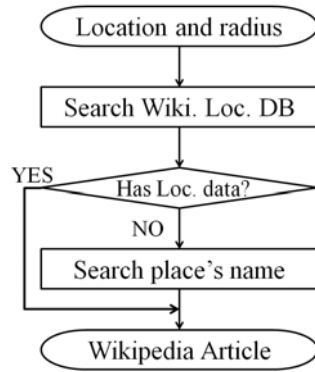 Location and radius
Search Wiki. Loc. DB
YES
Has Loc. data?
NO
Search place's name
Wikipedia Article